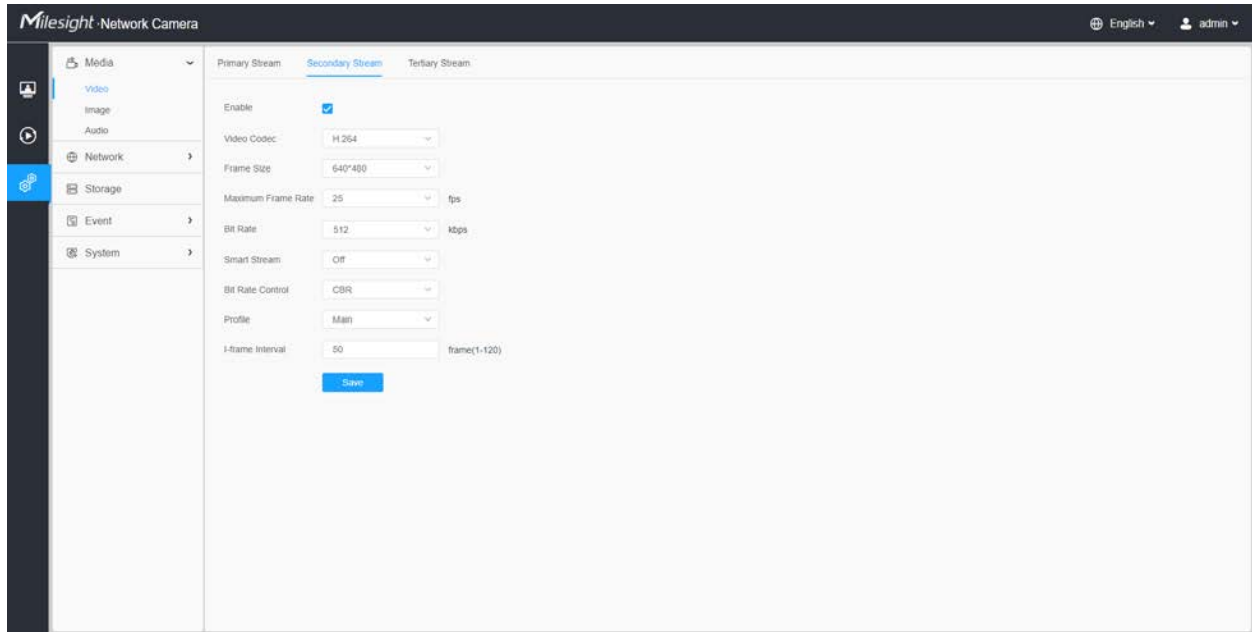 Milesight Network Camera
English
admin
Media
Video
Image
Audio
Network
Storage
Event
System
Primary Stream Secondary Stream Tertiary Stream
Enable
Video Codec H.264
Frame Size 640*480
Maximum Frame Rate 25 fps
Bit Rate 512 kbps
Smart Stream Off
Bit Rate Control CBR
Profile Main
I-frame Interval 50 frame(1-120)
Save